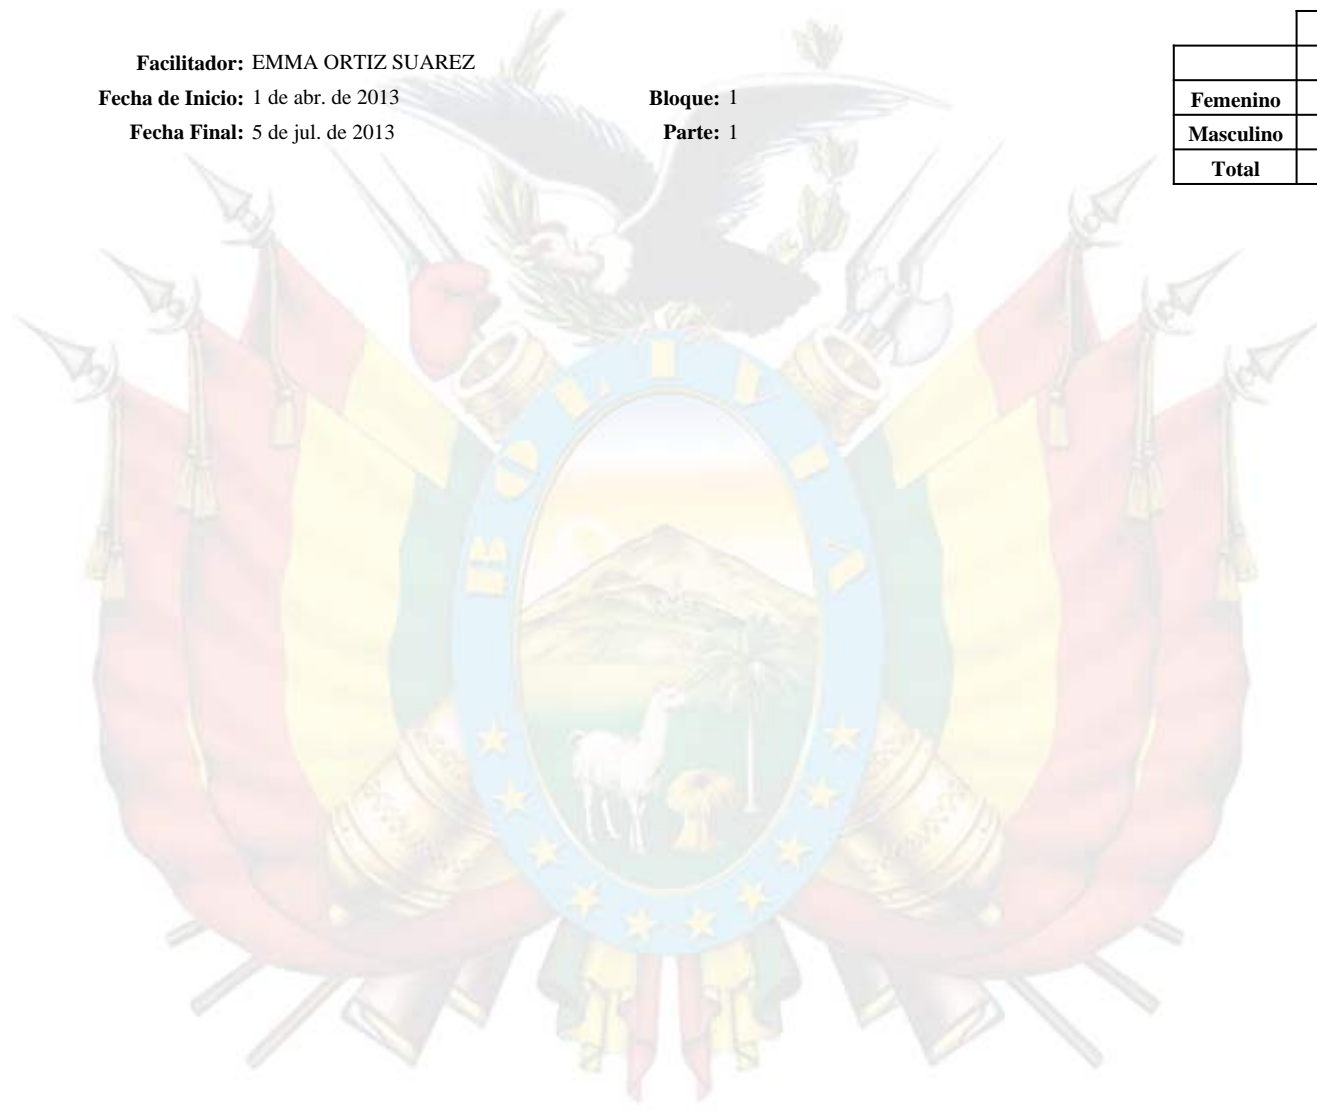 Facilitador: EMMA ORTIZ SUAREZ
Fecha de Inicio: 1 de abr. de 2013 Bloque: 1
Fecha Final: 5 de jul. de 2013 Parte: 1
Femenino
Masculino
Total
BOLIVIA